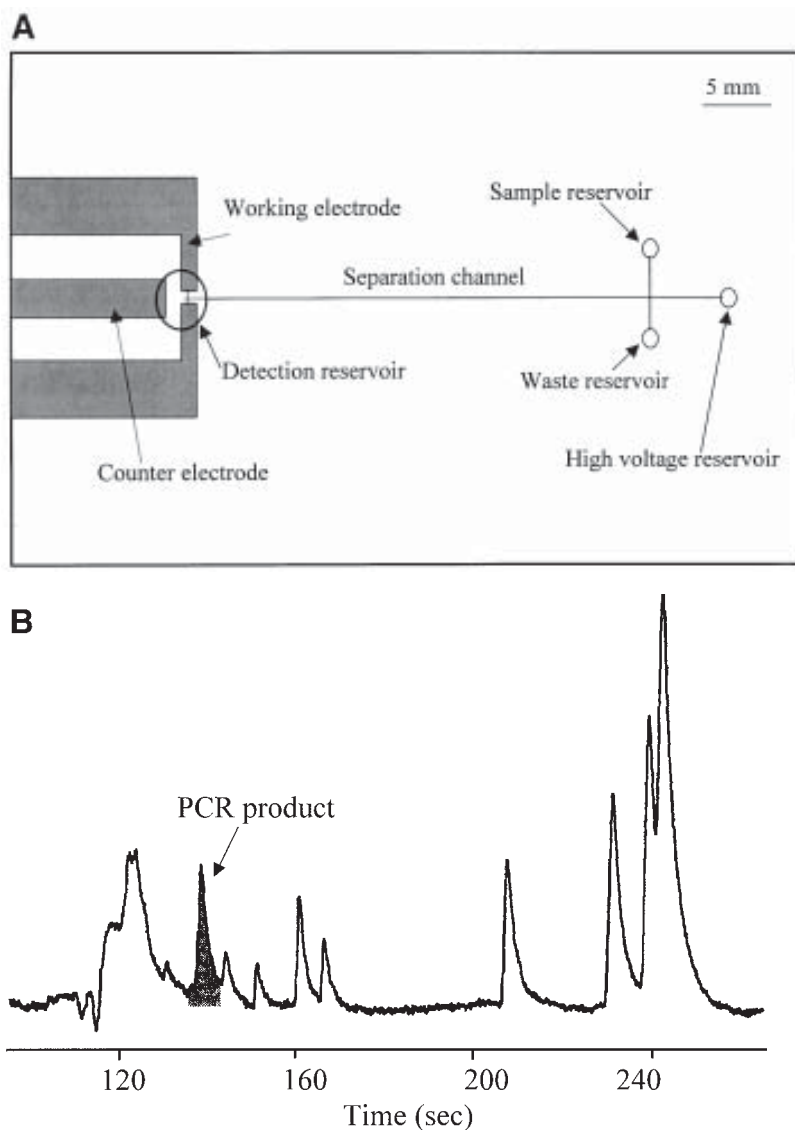 A
5 mm
Sample reservoir
Working electrode
Separation channel
Detection reservoir
Waste reservoir
High voltage reservoir
Counter electrode
B
PCR product
120 160 200 240
Time (sec)